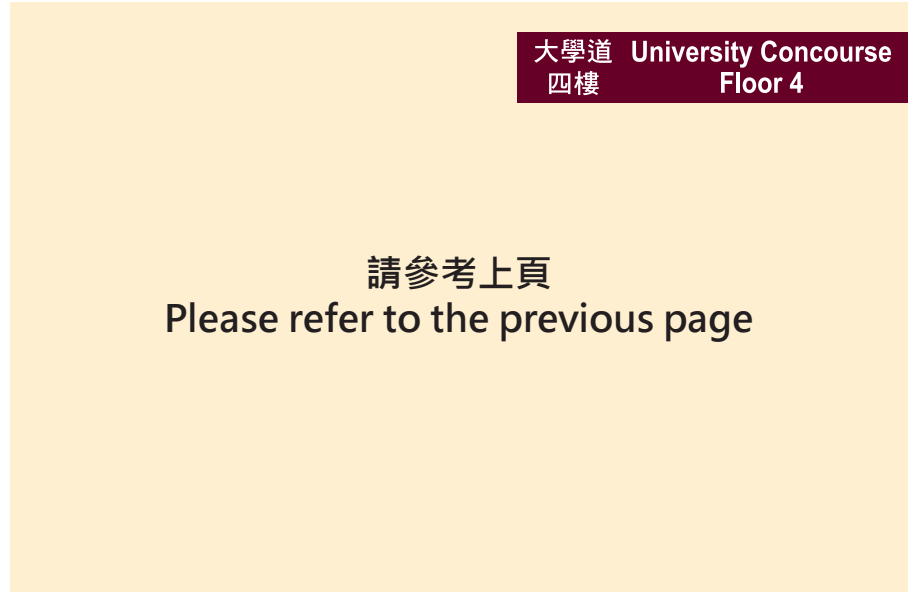 大學道 University Concourse
四樓 Floor 4
請參考上頁
Please refer to the previous page